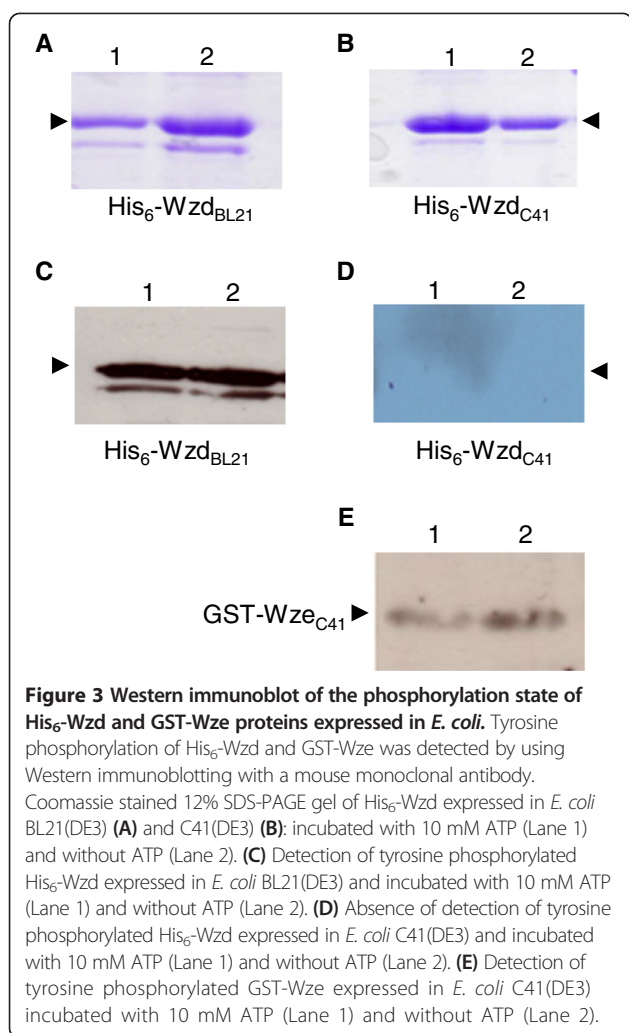 A
1 2
His6-WzdBL21
B
1 2
His6-WzdC41
C
1 2
His6-WzdBL21
D
1 2
His6-WzdC41
E
1 2
GST-WzeC41
Figure 3 Western immunoblot of the phosphorylation state of
His6-Wzd and GST-Wze proteins expressed in E. coli. Tyrosine
phosphorylation of His6-Wzd and GST-Wze was detected by using
Western immunoblotting with a mouse monoclonal antibody.
Coomassie stained 12% SDS-PAGE gel of His6-Wzd expressed in E. coli
BL21(DE3) (A) and C41(DE3) (B): incubated with 10 mM ATP (Lane 1)
and without ATP (Lane 2). (C) Detection of tyrosine phosphorylated
His6-Wzd expressed in E. coli BL21(DE3) and incubated with 10 mM ATP
(Lane 1) and without ATP (Lane 2). (D) Absence of detection of tyrosine
phosphorylated His6-Wzd expressed in E. coli C41(DE3) and incubated
with 10 mM ATP (Lane 1) and without ATP (Lane 2). (E) Detection of
tyrosine phosphorylated GST-Wze expressed in E. coli C41(DE3)
incubated with 10 mM ATP (Lane 1) and without ATP (Lane 2).